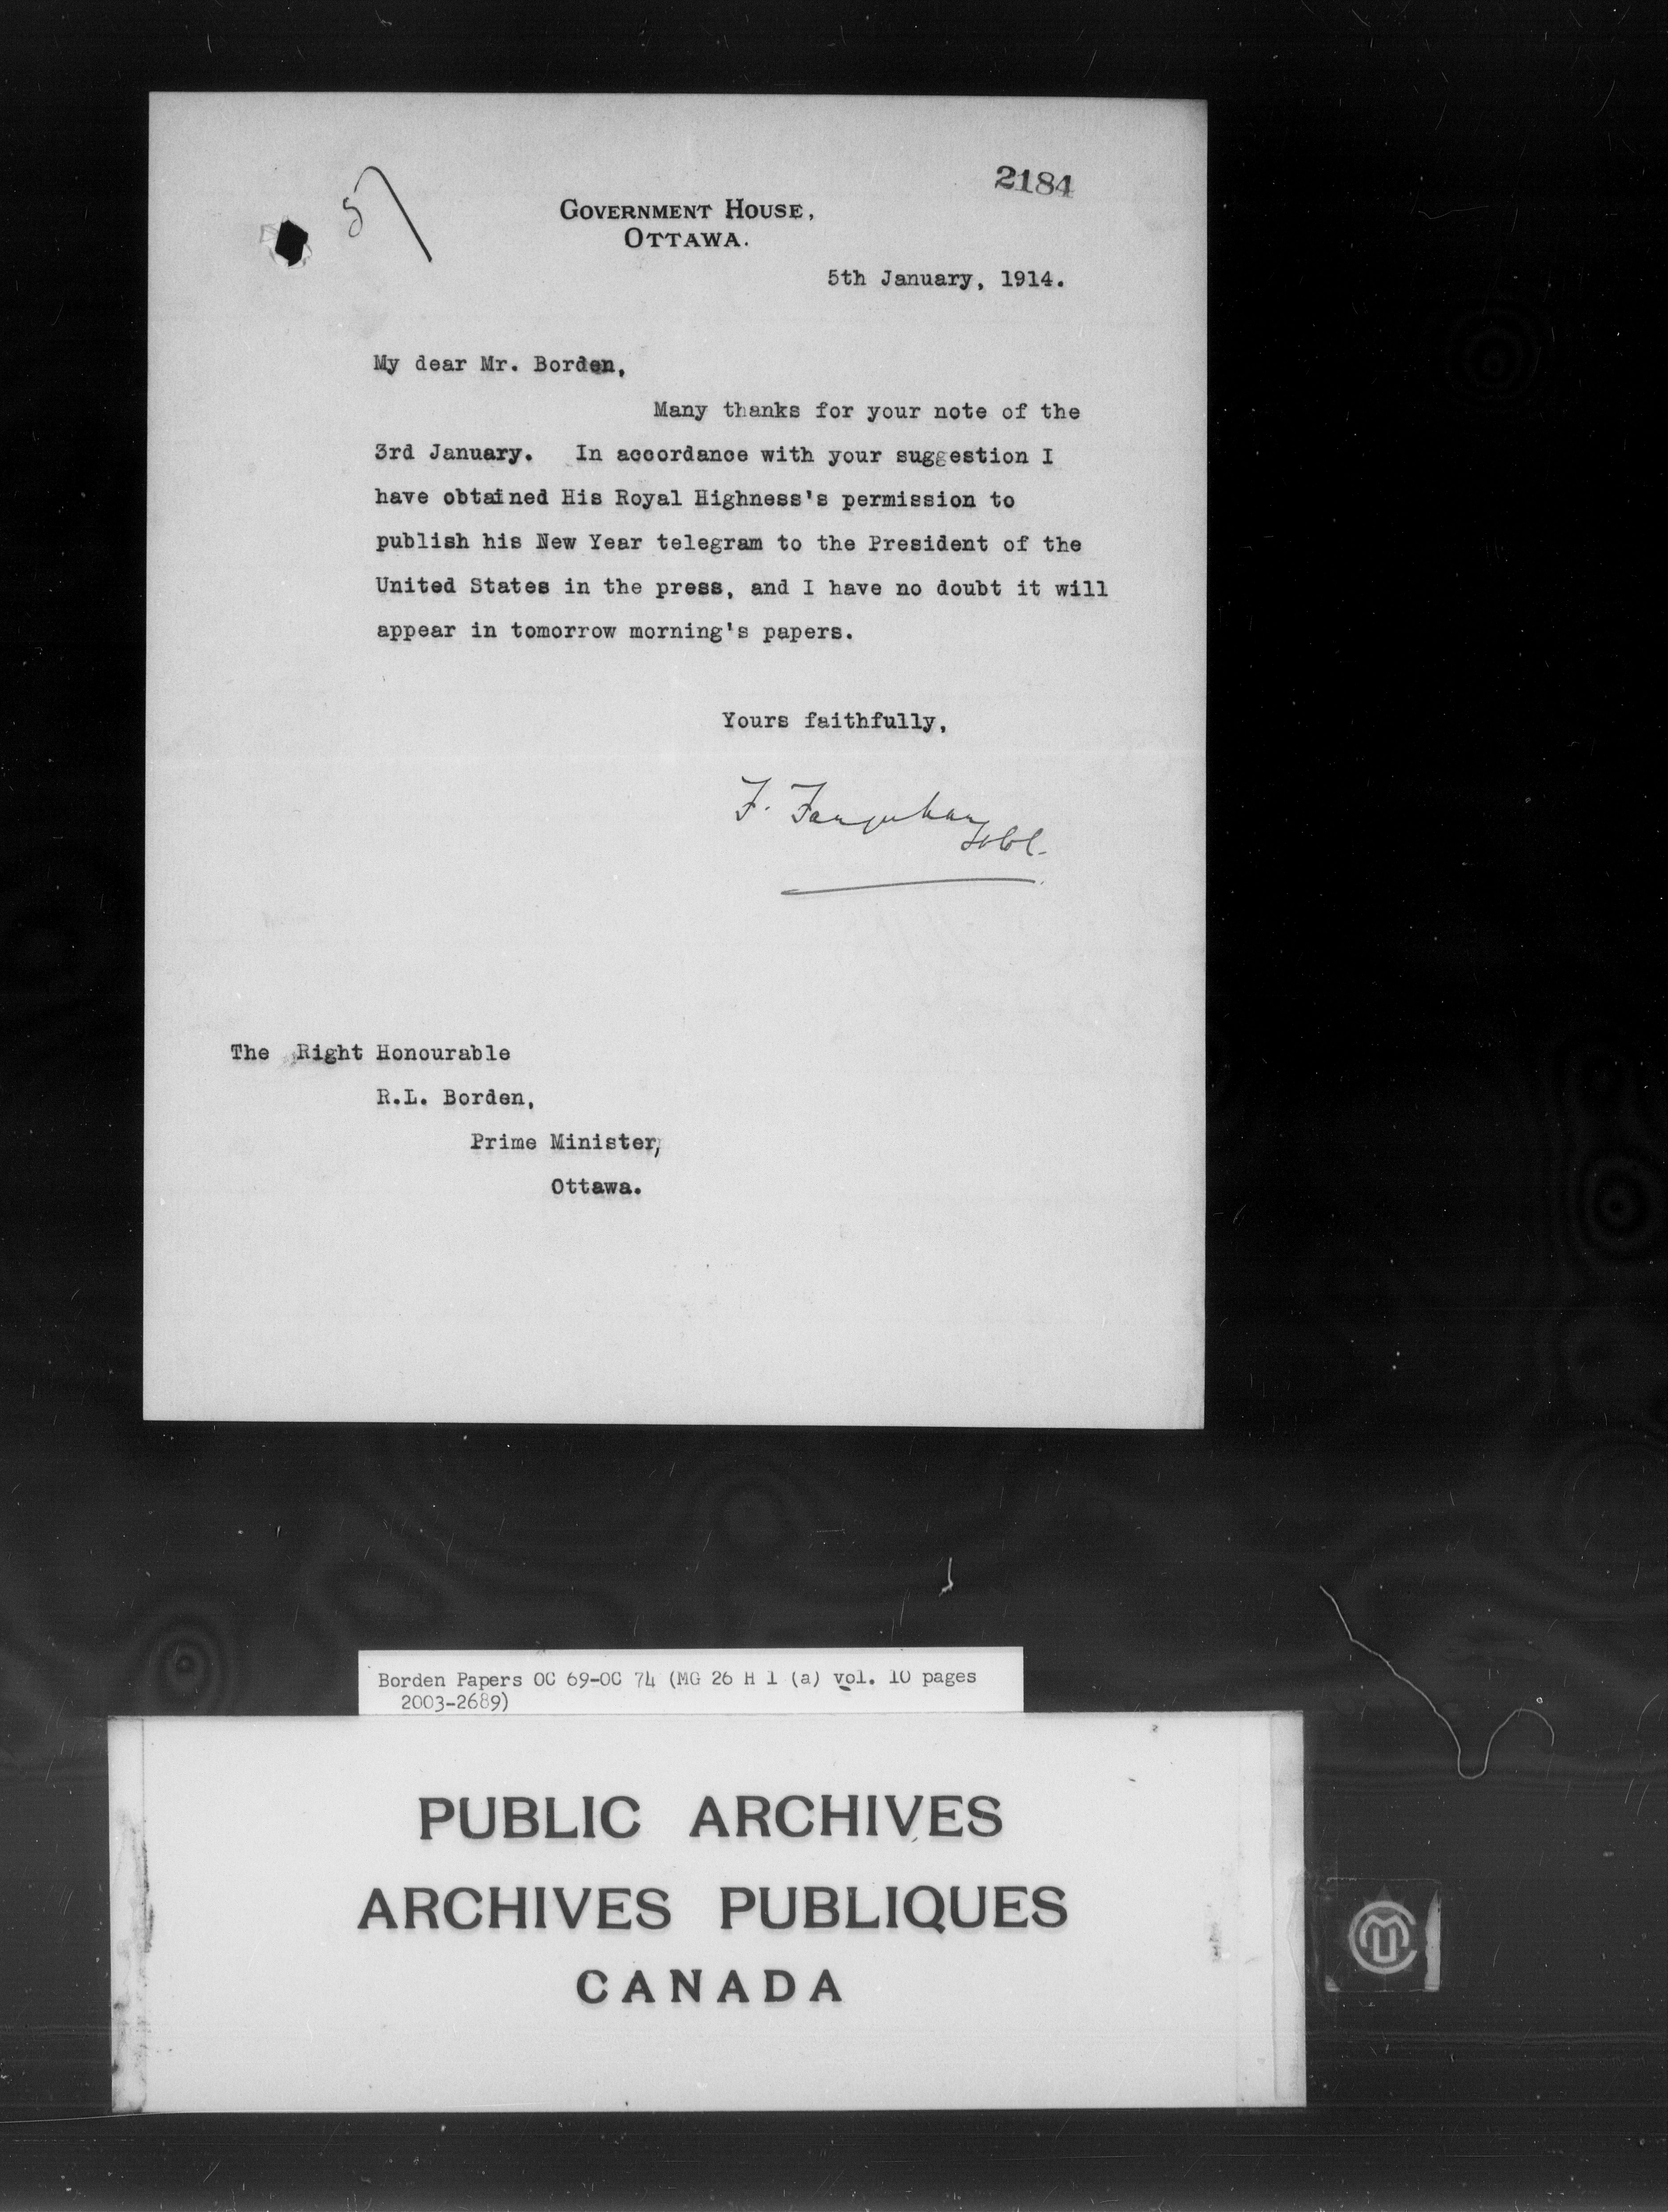 2184
5
GOVERNMENT HOUSE,
OTTAWA.
5th January, 1914.
My dear Mr. Borden,
Many thanks for your note of the
3rd January. In accordance with your suggestion I
have obtained His Royal Highness's permission to
publish his New Year telegram to the President of the
United States in the press, and I have no doubt it will
appear in tomorrow morning's papers.
Yours faithfully,
F. Farquhar
The Right Honourable
R.L. Borden,
Prime Minister,
Ottawa.
Borden Papers OC 69-OC 74 (MG 26 H 1 (a) vol. 10 pages
2003-2689)
PUBLIC ARCHIVES
ARCHIVES PUBLIQUES
CANADA